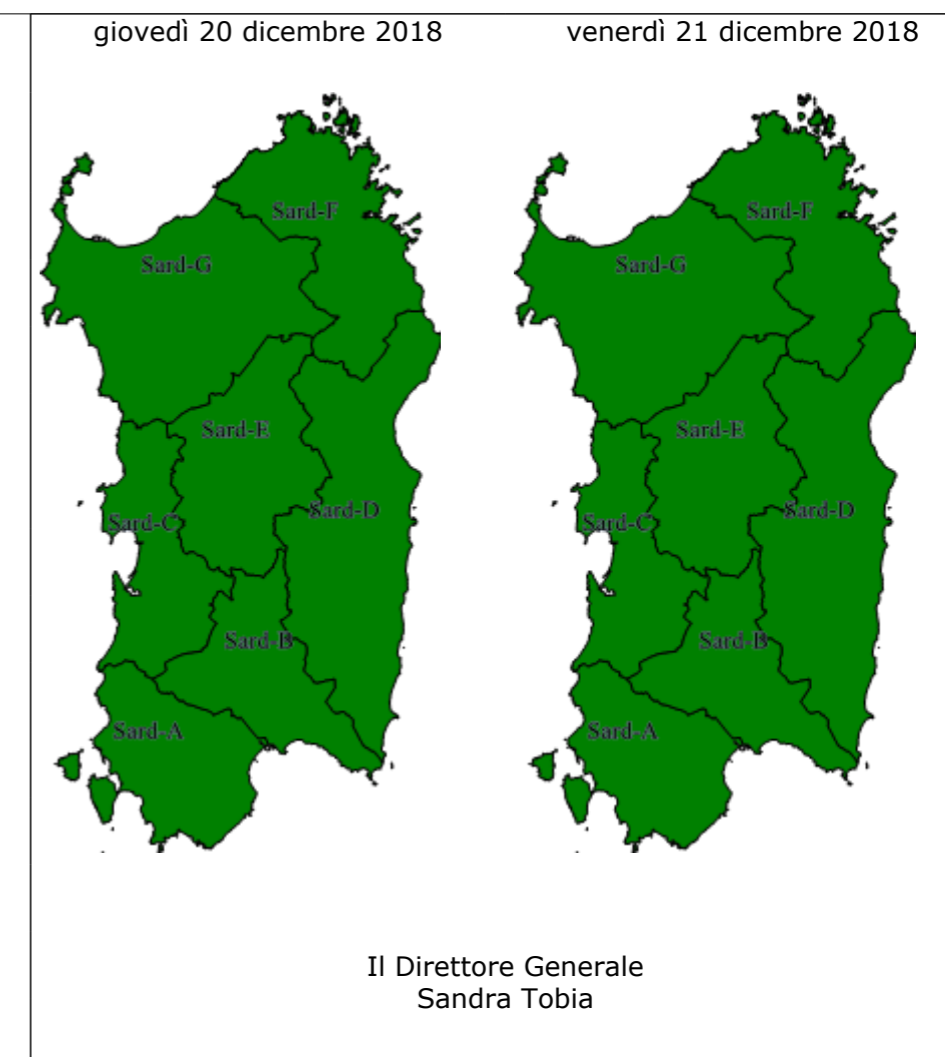 giovedì 20 dicembre 2018
venerdì 21 dicembre 2018
Sard-F
Sard-G
Sard-E
Sard-D
Sard-C
Sard-B
Sard-A
Sard-F
Sard-G
Sard-E
Sard-D
Sard-C
Sard-B
Sard-A
Il Direttore Generale
Sandra Tobia